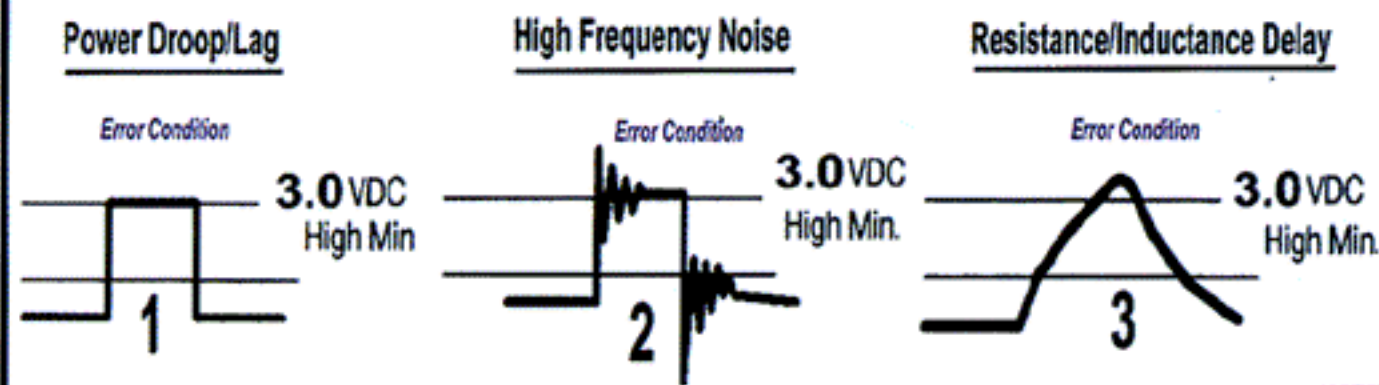 Power Droop/Lag
High Frequency Noise
Resistance/Inductance Delay
Error Condition
Error Condition
Error Condition
3.0 VDC
High Min
3.0 VDC
High Min.
3.0 VDC
High Min.
1
2
3